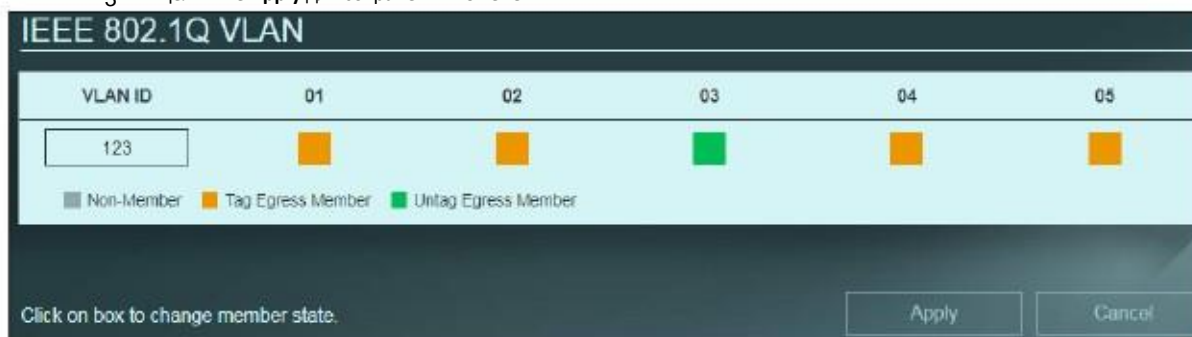 IEEE 802.1Q VLAN
VLAN ID 01 02 03 04 05
123
Non-Member Tag Egress Member Untag Egress Member
Click on box to change member state.
Apply Cancel